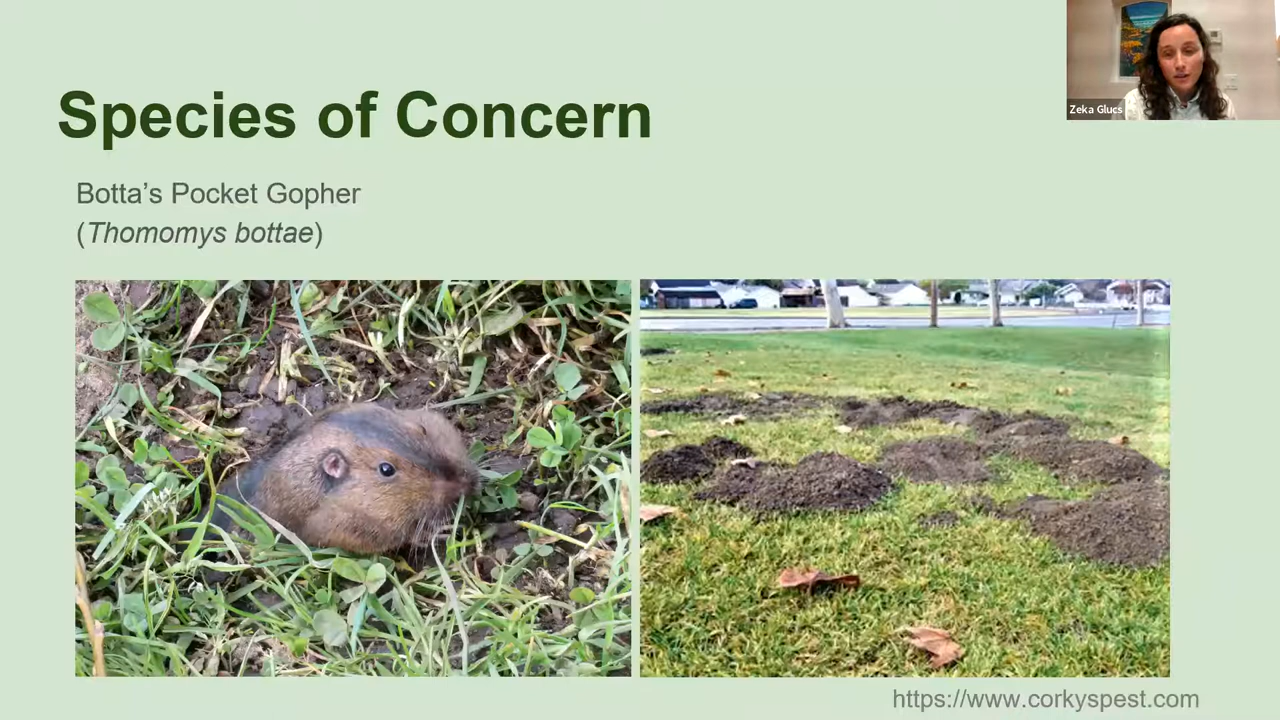 Species of Concern
Zeka Glucs
Botta’s Pocket Gopher
(Thomomys bottae)
https://www.corkyspest.com